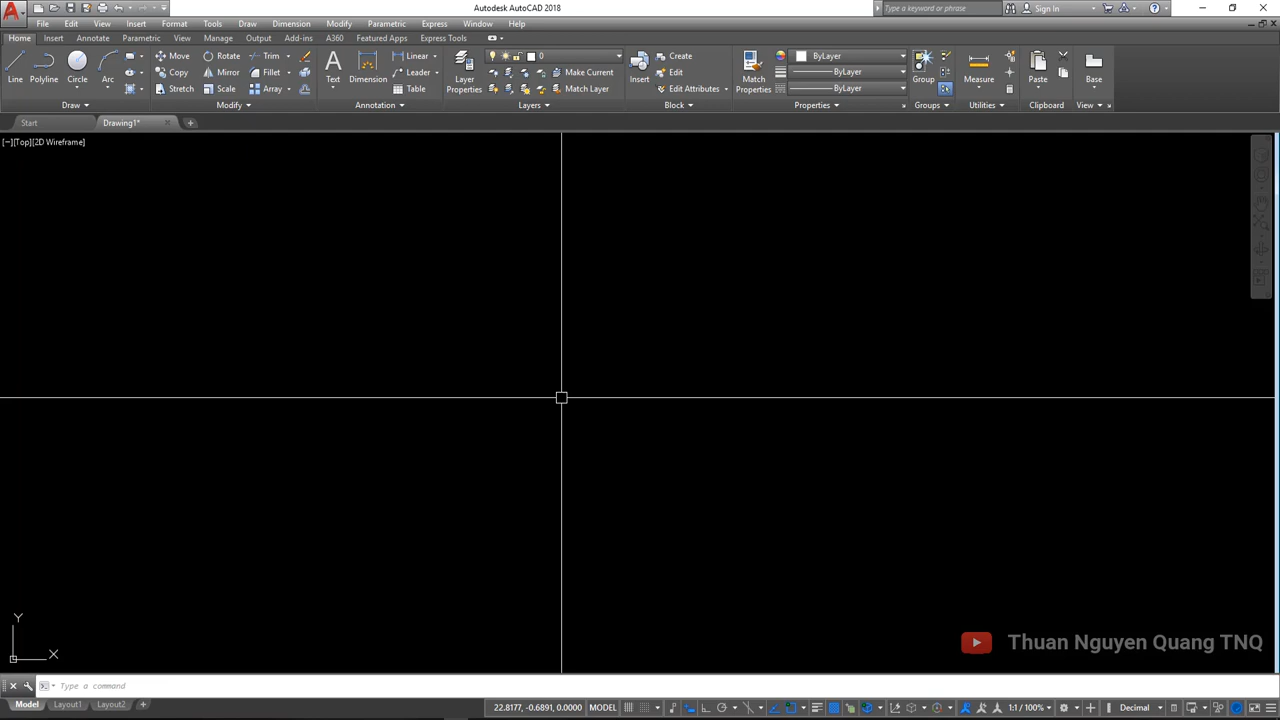 Autodesk AutoCAD 2018
Type a keyword or phrase
Sign In
File Edit View Insert Format Tools Draw Dimension Modify Parametric Express Window Help
Home Insert Annotate Parametric View Manage Output Add-ins A360 Featured Apps Express Tools
Line Polyline Circle Arc
Move Rotate Trim
Copy Mirror Fillet
Stretch Scale Array
Text Dimension
Linear
Leader
Table
Layer Properties
0
Make Current
Match Layer
Insert
Create
Edit
Edit Attributes
Match Properties
ByLayer
ByLayer
ByLayer
Group
Measure
Paste
Base
Draw Modify Annotation Layers Block Properties Groups Utilities Clipboard View
Start Drawing1*
[−][Top][2D Wireframe]
Y
X
Thuan Nguyen Quang TNQ
Type a command
Model Layout1 Layout2
22.8177, -0.6891, 0.0000 MODEL
1:1 / 100%
Decimal